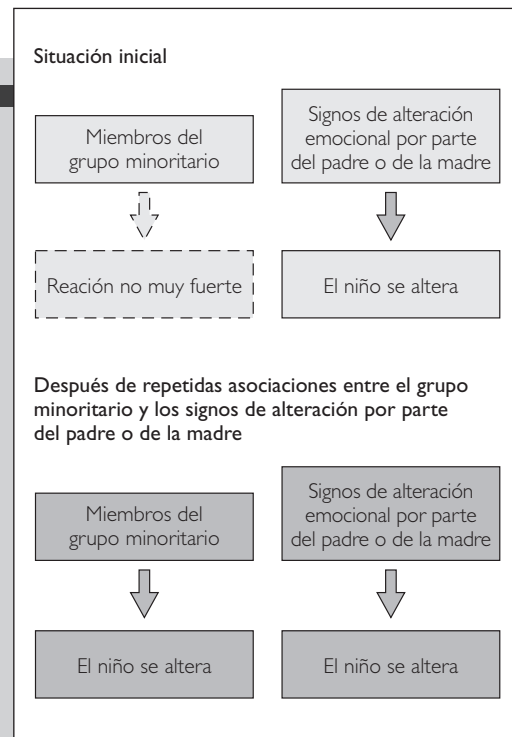 Situación inicial
Miembros del
grupo minoritario
Signos de alteración
emocional por parte
del padre o de la madre
Reación no muy fuerte
El niño se altera
Después de repetidas asociaciones entre el grupo
minoritario y los signos de alteración por parte
del padre o de la madre
Miembros del
grupo minoritario
Signos de alteración
emocional por parte
del padre o de la madre
El niño se altera
El niño se altera